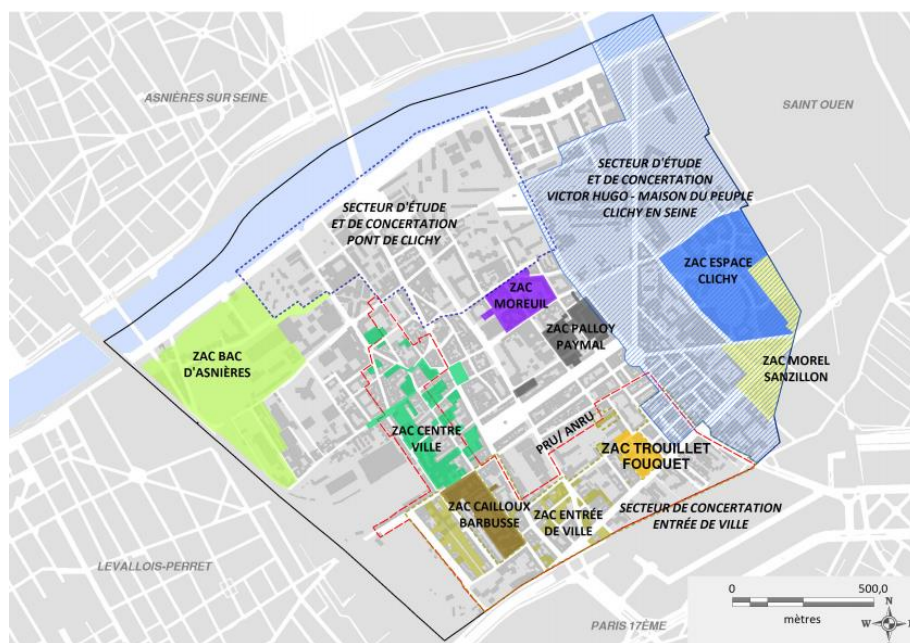 ASNIÈRES SUR SEINE
SAINT OUEN
SECTEUR D'ÉTUDE
ET DE CONCERTATION
VICTOR HUGO - MAISON DU PEUPLE
CLICHY EN SEINE
SECTEUR D'ÉTUDE
ET DE CONCERTATION
PONT DE CLICHY
ZAC ESPACE
CLICHY
ZAC
MOREUIL
ZAC PALLOY
PAYMAL
ZAC BAC
D'ASNIÈRES
ZAC MOREL
SANZILLON
ZAC CENTRE
VILLE
PRU/ ANRU
ZAC TROUILLET
FOUQUET
ZAC CAILLOUX
BARBUSSE
ZAC ENTRÉE
DE VILLE
SECTEUR DE CONCERTATION
ENTRÉE DE VILLE
LEVALLOIS-PERRET
PARIS 17ÈME
0 500,0
mètres
N
W
S